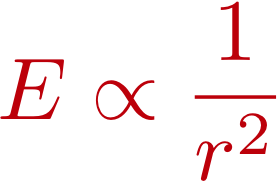 E ∝ 1/r²